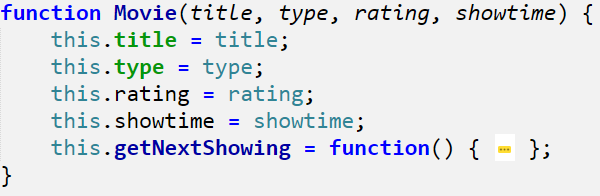 function Movie(title, type, rating, showtime) {
this.title = title;
this.type = type;
this.rating = rating;
this.showtime = showtime;
this.getNextShowing = function() { … };
}